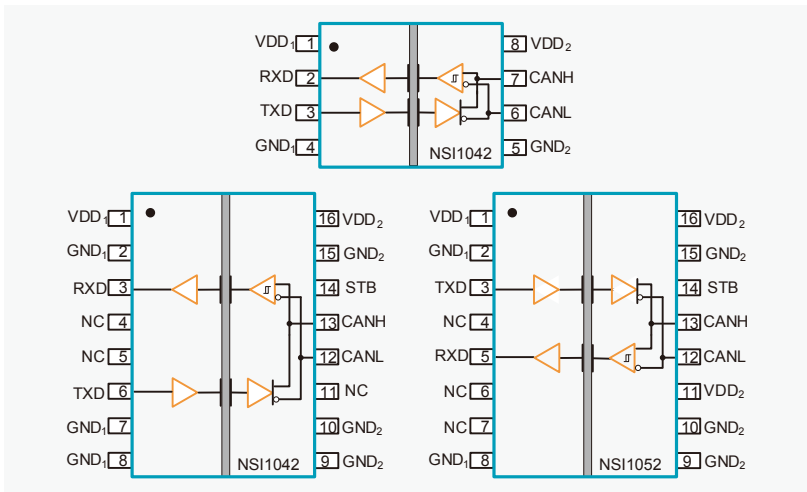 VDD₁ 1 8 VDD₂
RXD 2 7 CANH
TXD 3 6 CANL
GND₁ 4 NSI1042 5 GND₂
VDD₁ 1 16 VDD₂
GND₁ 2 15 GND₂
RXD 3 14 STB
NC 4 13 CANH
NC 5 12 CANL
TXD 6 11 NC
GND₁ 7 10 GND₂
GND₁ 8 NSI1042 9 GND₂
VDD₁ 1 16 VDD₂
GND₁ 2 15 GND₂
TXD 3 14 STB
NC 4 13 CANH
RXD 5 12 CANL
NC 6 11 VDD₂
NC 7 10 GND₂
GND₁ 8 NSI1052 9 GND₂